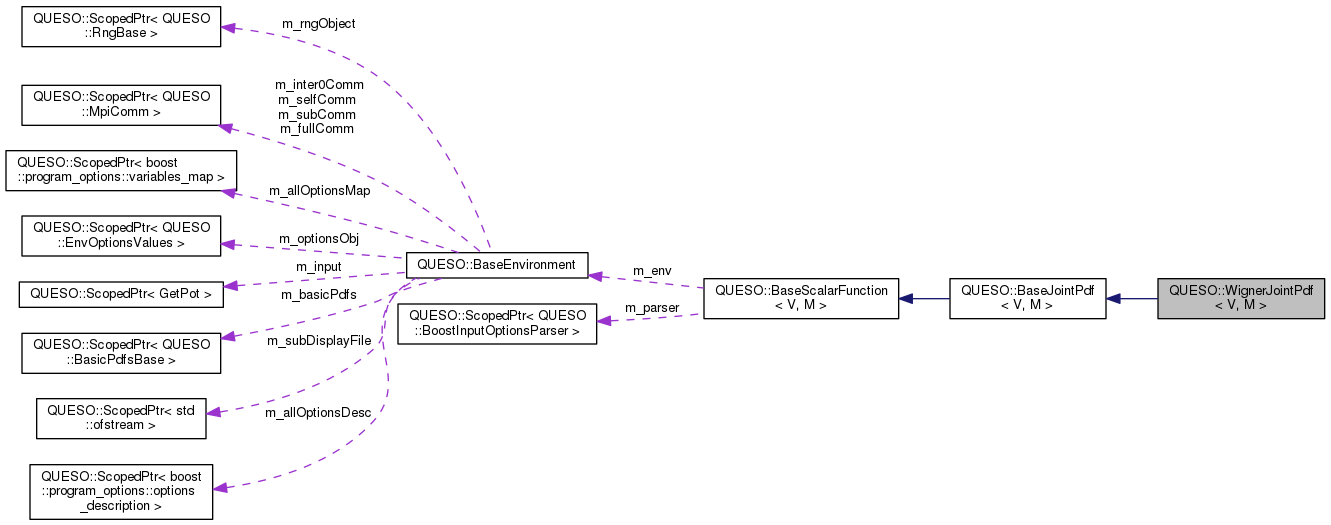 QUESO::ScopedPtr< QUESO
::RngBase >
m_rngObject
QUESO::ScopedPtr< QUESO
::MpiComm >
m_inter0Comm
m_selfComm
m_subComm
m_fullComm
QUESO::ScopedPtr< boost
::program_options::variables_map >
m_allOptionsMap
QUESO::ScopedPtr< QUESO
::EnvOptionsValues >
m_optionsObj
QUESO::ScopedPtr< GetPot >
m_input
QUESO::ScopedPtr< QUESO
::BasicPdfsBase >
m_basicPdfs
QUESO::ScopedPtr< std
::ofstream >
m_subDisplayFile
QUESO::ScopedPtr< boost
::program_options::options
_description >
m_allOptionsDesc
QUESO::BaseEnvironment
QUESO::ScopedPtr< QUESO
::BoostInputOptionsParser >
m_env
m_parser
QUESO::BaseScalarFunction
< V, M >
QUESO::BaseJointPdf
< V, M >
QUESO::WignerJointPdf
< V, M >